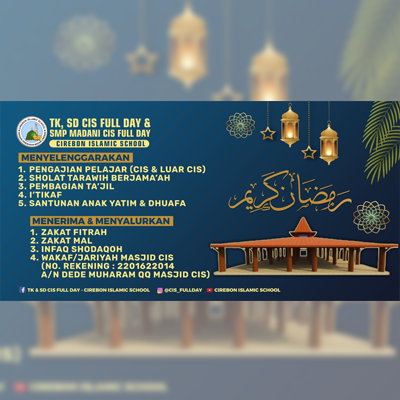 TK, SD CIS FULL DAY &
SMP MADANI CIS FULL DAY
CIREBON ISLAMIC SCHOOL
MENYELENGGARAKAN
1. PENGAJIAN PELAJAR (CIS & LUAR CIS)
2. SHOLAT TARAWIH BERJAMA'AH
3. PEMBAGIAN TA'JIL
4. I'TIKAF
5. SANTUNAN ANAK YATIM & DHUAFA
رمضان كريم
MENERIMA & MENYALURKAN
1. ZAKAT FITRAH
2. ZAKAT MAL
3. INFAQ SHODAQOH
4. WAKAF/JARIYAH MASJID CIS
(NO. REKENING : 2201622014
A/N DEDE MUHARAM QQ MASJID CIS)
TK & SD CIS FULL DAY - CIREBON ISLAMIC SCHOOL @CIS_FULLDAY CIREBON ISLAMIC SCHOOL